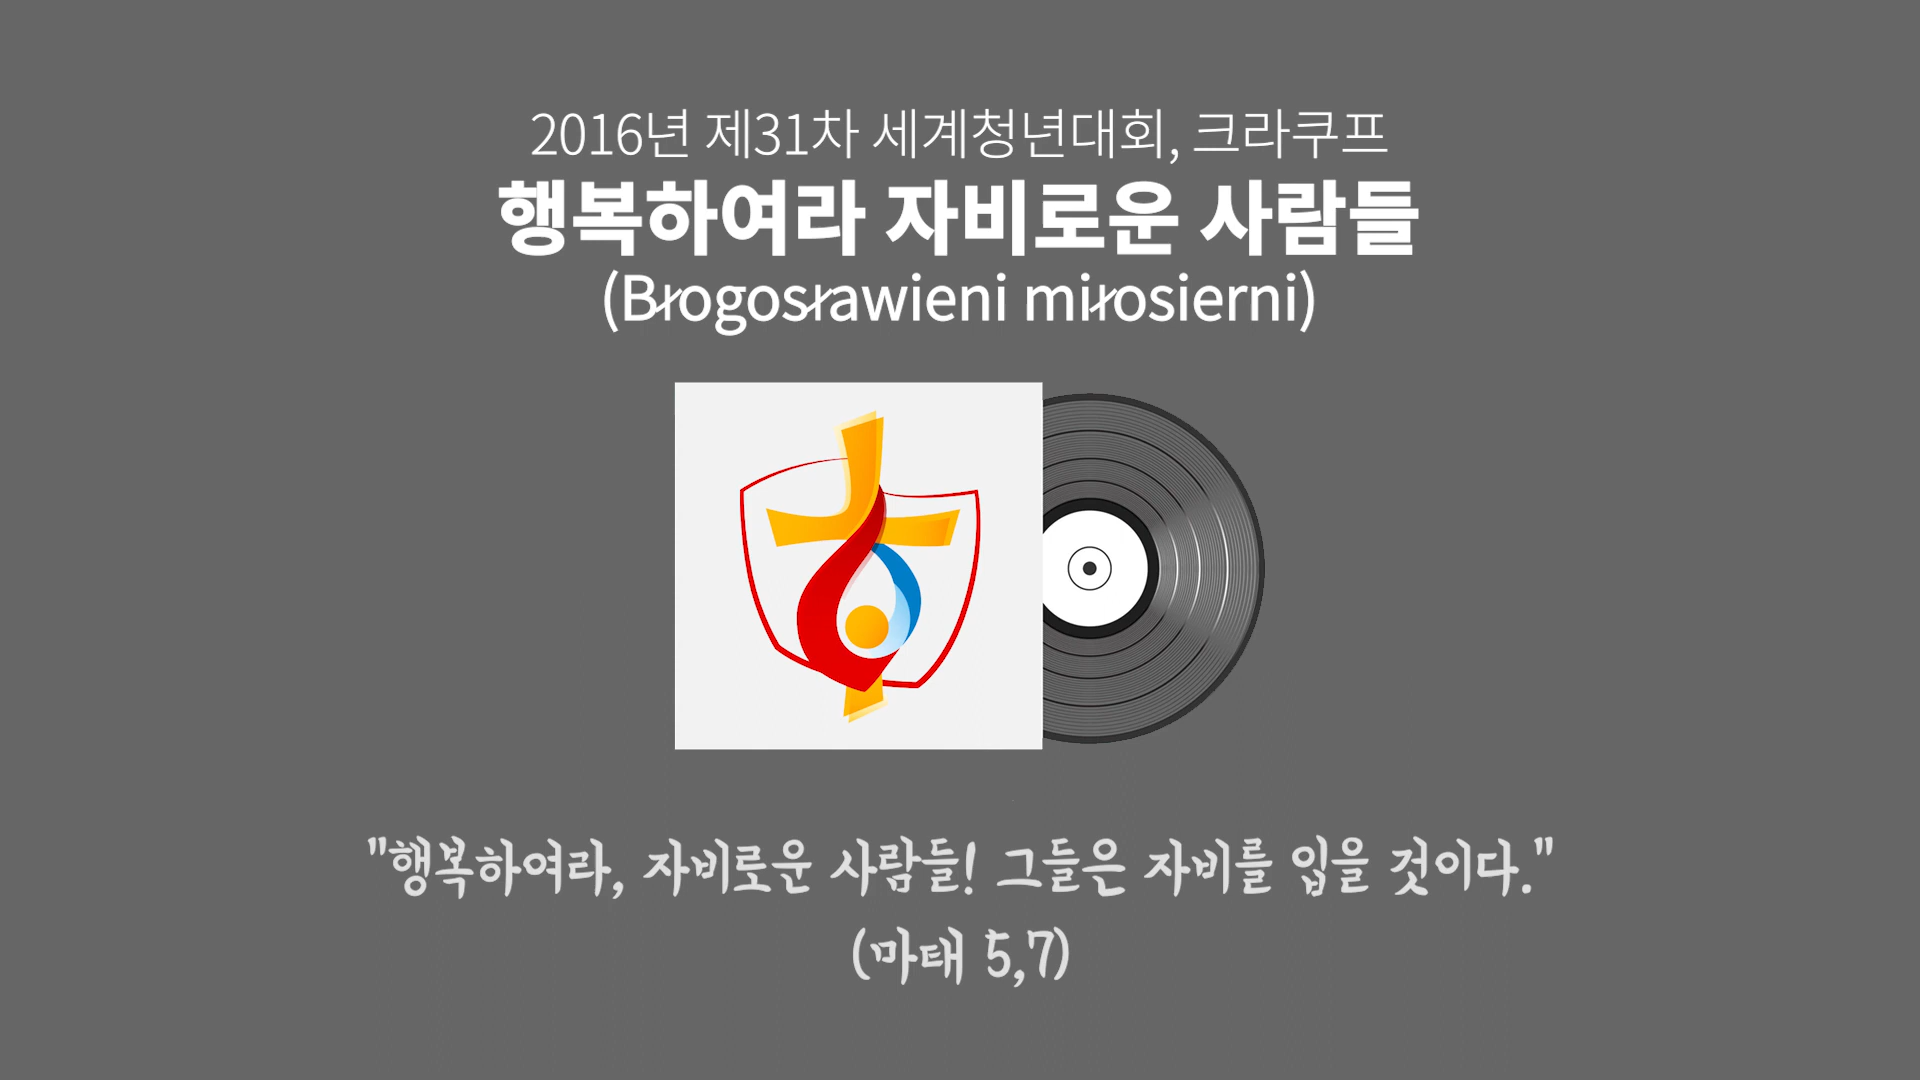 2016년 제31차 세계청년대회, 크라쿠프
행복하여라 자비로운 사람들
(Błogosławieni miłosierni)
"행복하여라, 자비로운 사람들! 그들은 자비를 입을 것이다."
(마태 5,7)